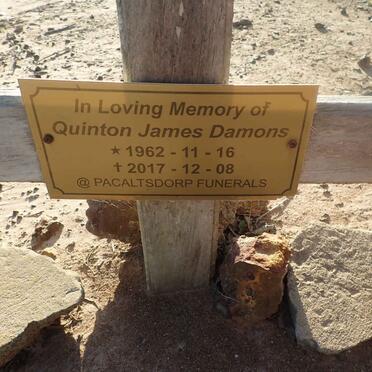 In Loving Memory of
Quinton James Damons
★ 1962 - 11 - 16
✝ 2017 - 12 - 08
@ PACALTSDORP FUNERALS